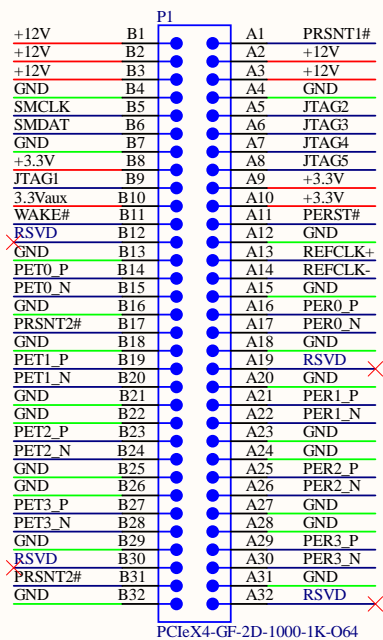 P1
+12V B1 A1 PRSNT1#
+12V B2 A2 +12V
+12V B3 A3 +12V
GND B4 A4 GND
SMCLK B5 A5 JTAG2
SMDAT B6 A6 JTAG3
GND B7 A7 JTAG4
+3.3V B8 A8 JTAG5
JTAG1 B9 A9 +3.3V
3.3Vaux B10 A10 +3.3V
WAKE# B11 A11 PERST#
RSVD B12 A12 GND
GND B13 A13 REFCLK+
PET0_P B14 A14 REFCLK-
PET0_N B15 A15 GND
GND B16 A16 PER0_P
PRSNT2# B17 A17 PER0_N
GND B18 A18 GND
PET1_P B19 A19 RSVD
PET1_N B20 A20 GND
GND B21 A21 PER1_P
GND B22 A22 PER1_N
PET2_P B23 A23 GND
PET2_N B24 A24 GND
GND B25 A25 PER2_P
GND B26 A26 PER2_N
PET3_P B27 A27 GND
PET3_N B28 A28 GND
GND B29 A29 PER3_P
RSVD B30 A30 PER3_N
PRSNT2# B31 A31 GND
GND B32 A32 RSVD
PCIeX4-GF-2D-1000-1K-O64